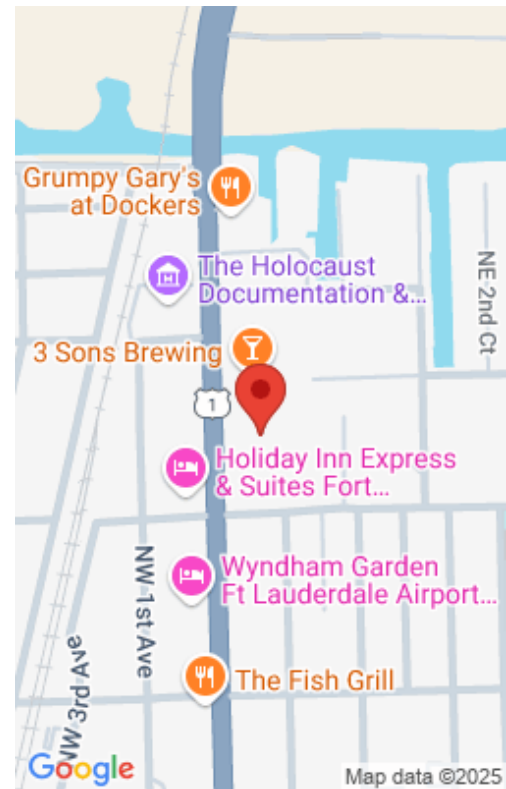 Grumpy Gary's
at Dockers
The Holocaust
Documentation &...
NE 2nd Ct
3 Sons Brewing
1
Holiday Inn Express
& Suites Fort...
NW 1st Ave
Wyndham Garden
Ft Lauderdale Airport...
NW 3rd Ave
The Fish Grill
Google
Map data ©2025